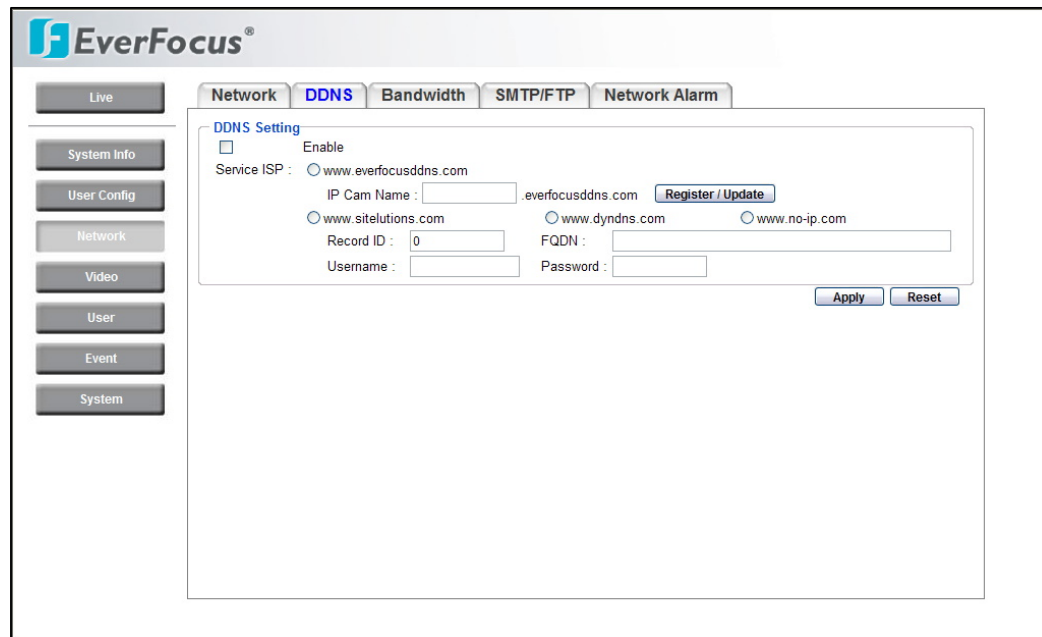 EverFocus®
Live
System Info
User Config
Network
Video
User
Event
System
Network DDNS Bandwidth SMTP/FTP Network Alarm
DDNS Setting
Enable
Service ISP : www.everfocusddns.com
IP Cam Name : .everfocusddns.com Register / Update
www.sitelutions.com www.dyndns.com www.no-ip.com
Record ID : 0 FQDN :
Username : Password :
Apply Reset